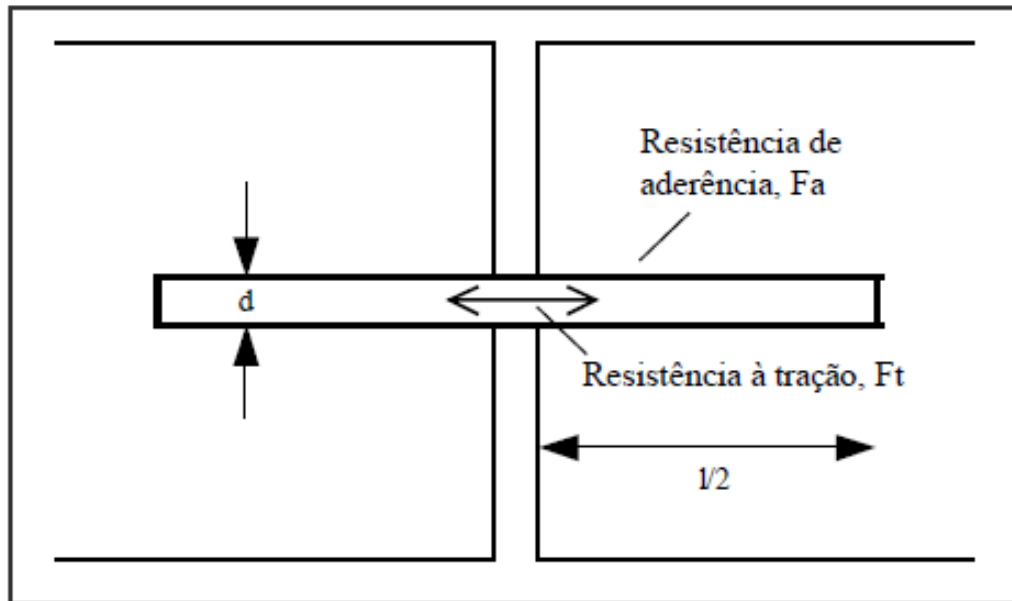 Resistência de
aderência, Fa
d
Resistência à tração, Ft
l/2